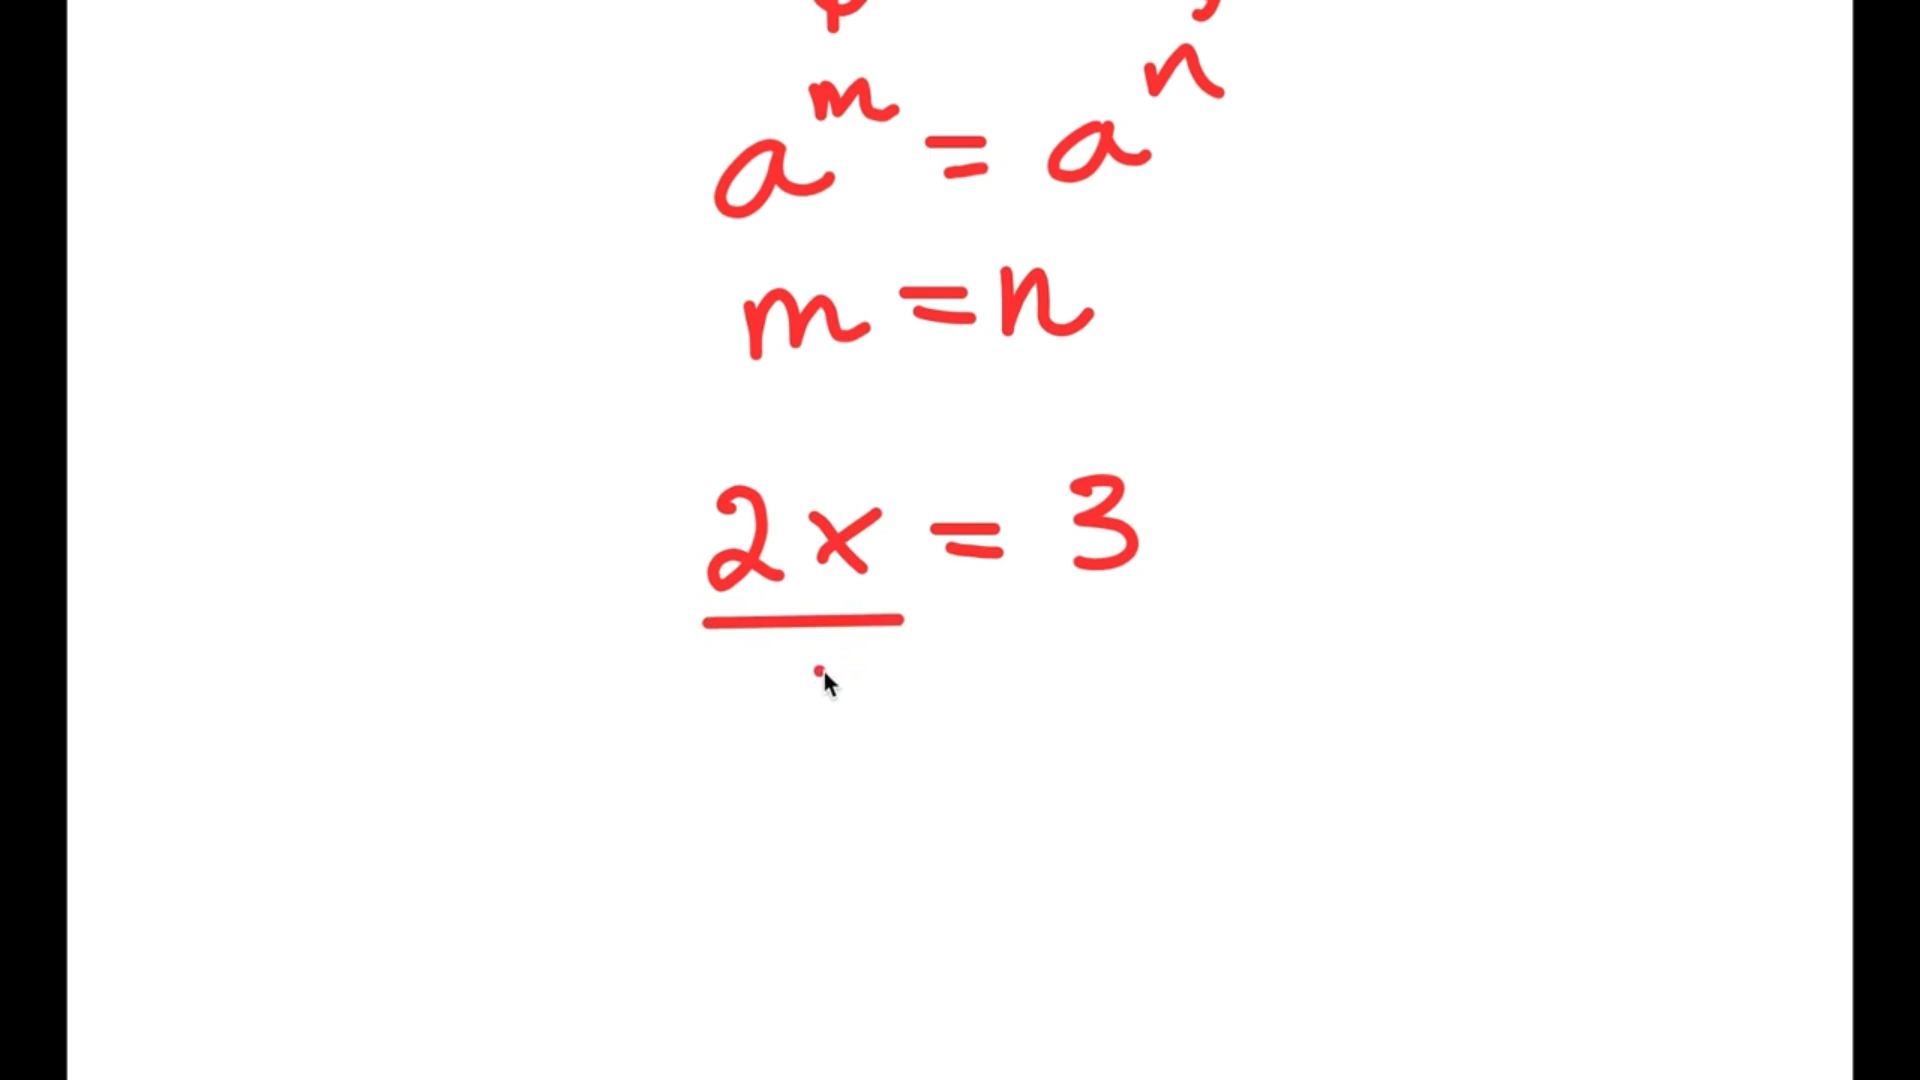 a^m = a^n
m = n
2x = 3